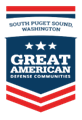 SOUTH PUGET SOUND,
WASHINGTON
GREAT
AMERICAN
DEFENSE COMMUNITIES